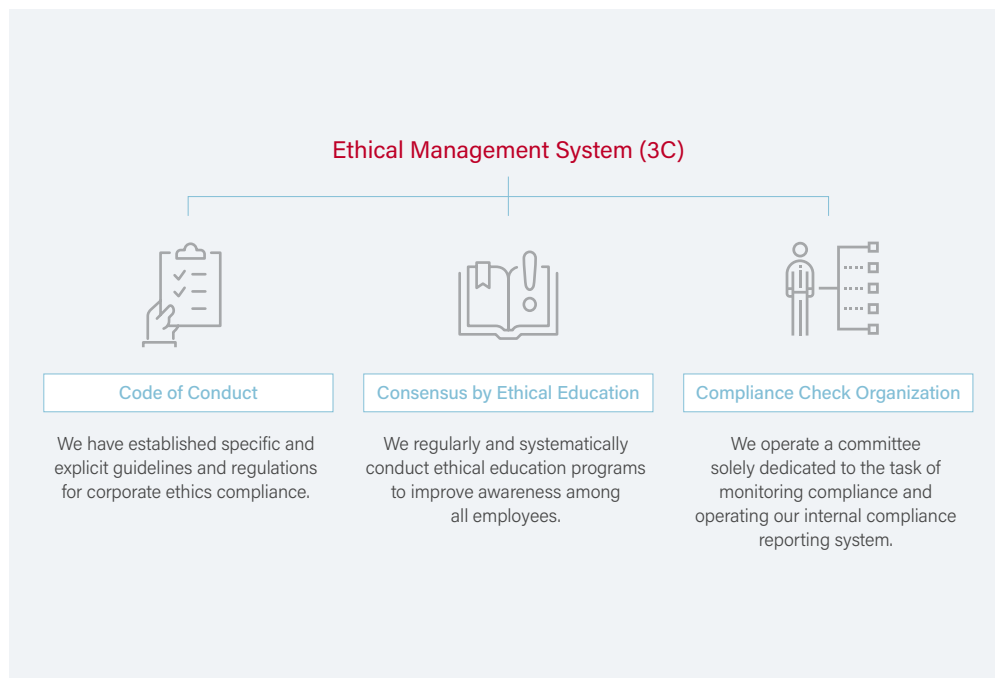 Ethical Management System (3C)
Code of Conduct
We have established specific and
explicit guidelines and regulations
for corporate ethics compliance.
Consensus by Ethical Education
We regularly and systematically
conduct ethical education programs
to improve awareness among
all employees.
Compliance Check Organization
We operate a committee
solely dedicated to the task of
monitoring compliance and
operating our internal compliance
reporting system.